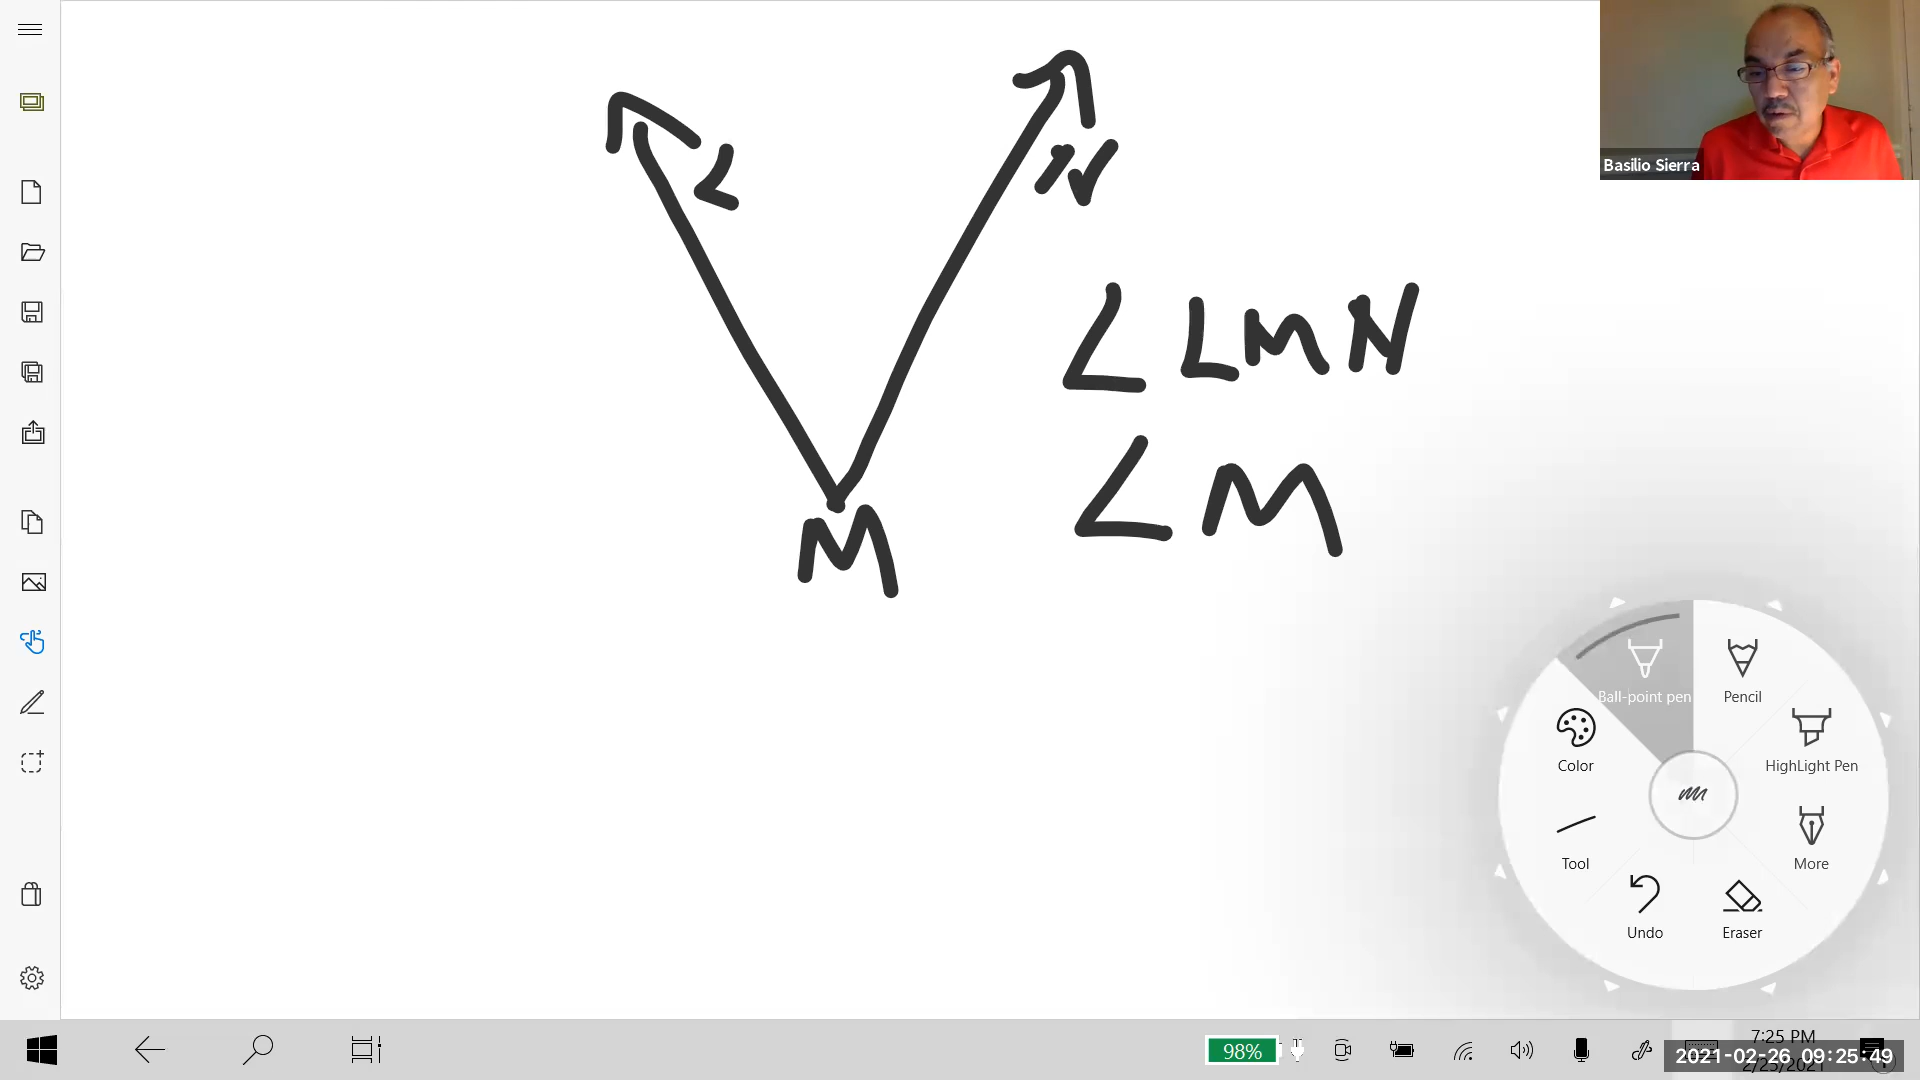 L
N
Basilio Sierra
∠ LMN
∠ M
M
Ball-point pen
Pencil
Color
HighLight Pen
Tool
More
Undo
Eraser
98%
7:25 PM
2021-02-26 09:25:49